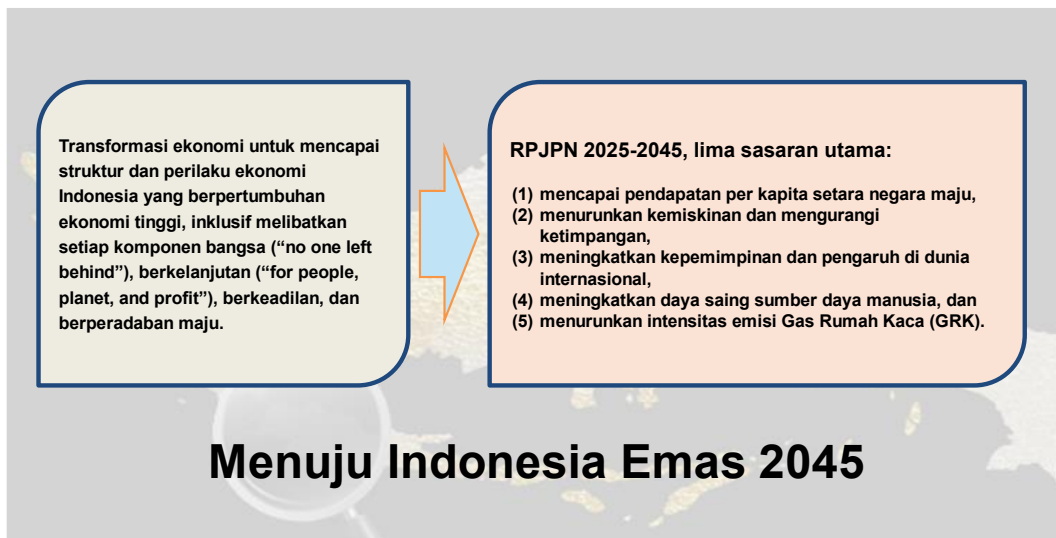 Transformasi ekonomi untuk mencapai
struktur dan perilaku ekonomi
Indonesia yang berpertumbuhan
ekonomi tinggi, inklusif melibatkan
setiap komponen bangsa (“no one left
behind”), berkelanjutan (“for people,
planet, and profit”), berkeadilan, dan
berperadaban maju.
RPJPN 2025-2045, lima sasaran utama:
(1) mencapai pendapatan per kapita setara negara maju,
(2) menurunkan kemiskinan dan mengurangi
ketimpangan,
(3) meningkatkan kepemimpinan dan pengaruh di dunia
internasional,
(4) meningkatkan daya saing sumber daya manusia, dan
(5) menurunkan intensitas emisi Gas Rumah Kaca (GRK).
Menuju Indonesia Emas 2045